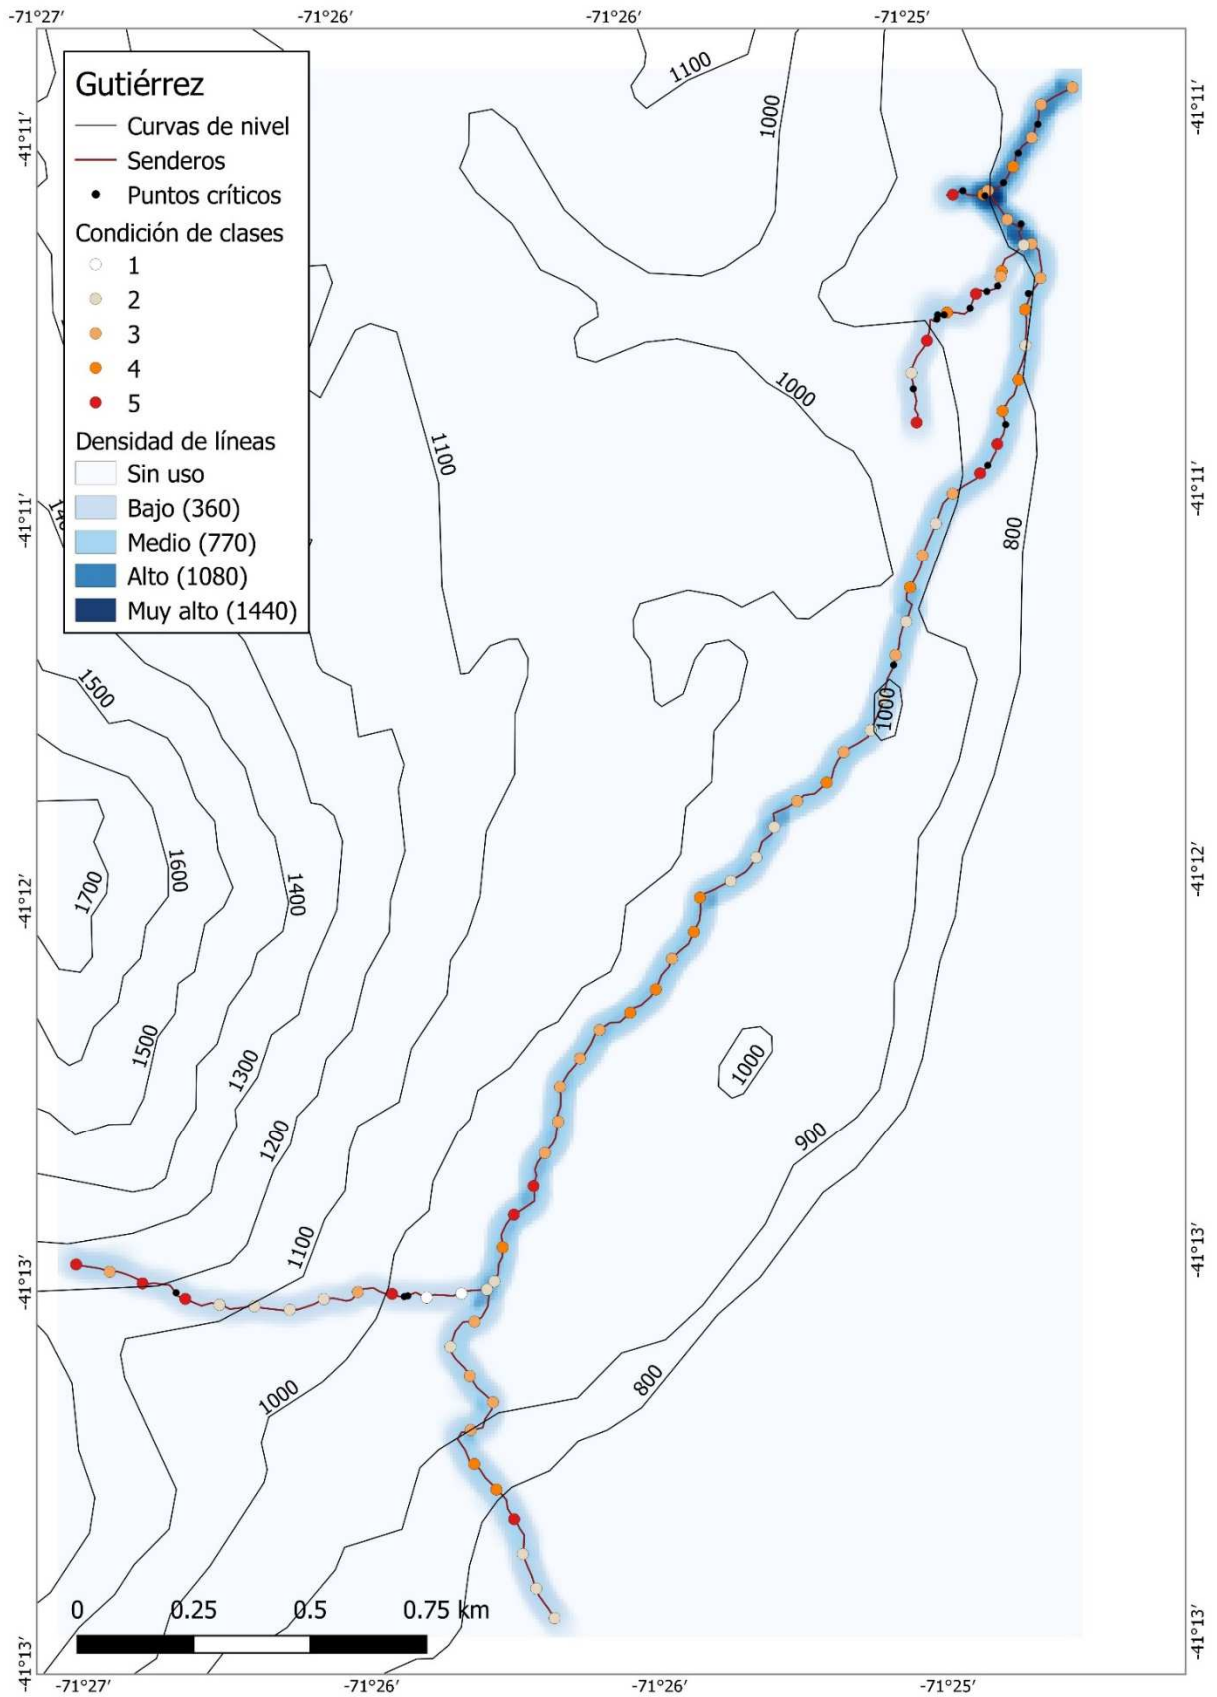 -71°27' -71°26' -71°26' -71°25'
Gutiérrez
Curvas de nivel
Senderos
Puntos críticos
Condición de clases
1
2
3
4
5
Densidad de líneas
Sin uso
Bajo (360)
Medio (770)
Alto (1080)
Muy alto (1440)
1100
1000
-41°11'
-41°11'
1000
1100
-41°11'
-41°11'
800
1500
1000
1600
1700
1400
-41°12'
-41°12'
1500
1300
1000
1200
900
1100
-41°13'
-41°13'
1000
800
0 0.25 0.5 0.75 km
-41°13'
-41°13'
-71°27' -71°26' -71°26' -71°25'